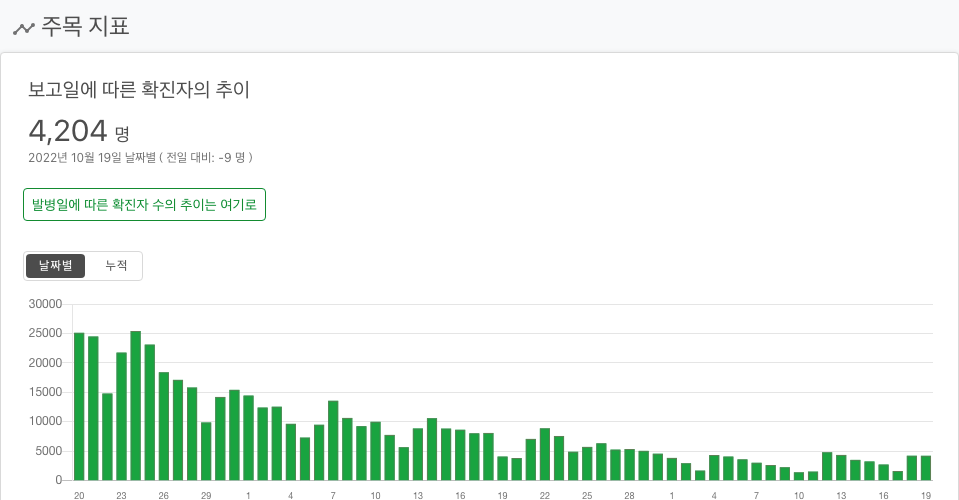 주목 지표
보고일에 따른 확진자의 추이
4,204 명
2022년 10월 19일 날짜별 ( 전일 대비: -9 명 )
발병일에 따른 확진자 수의 추이는 여기로
날짜별 누적
30000
25000
20000
15000
10000
5000
0
20 23 26 29 1 4 7 10 13 16 19 22 25 28 1 4 7 10 13 16 19